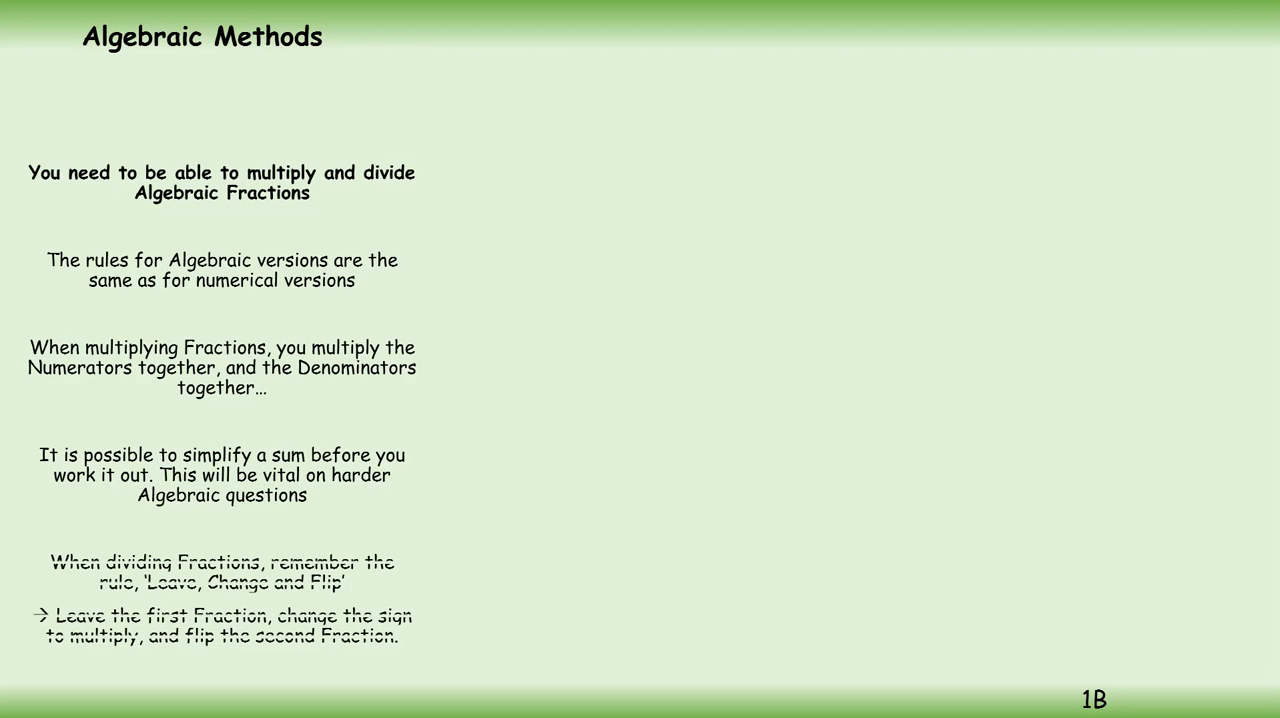 Algebraic Methods
You need to be able to multiply and divide
Algebraic Fractions
The rules for Algebraic versions are the
same as for numerical versions
When multiplying Fractions, you multiply the
Numerators together, and the Denominators
together…
It is possible to simplify a sum before you
work it out. This will be vital on harder
Algebraic questions
When dividing Fractions, remember the
rule, ‘Leave, Change and Flip’
→ Leave the first Fraction, change the sign
to multiply, and flip the second Fraction.
1B